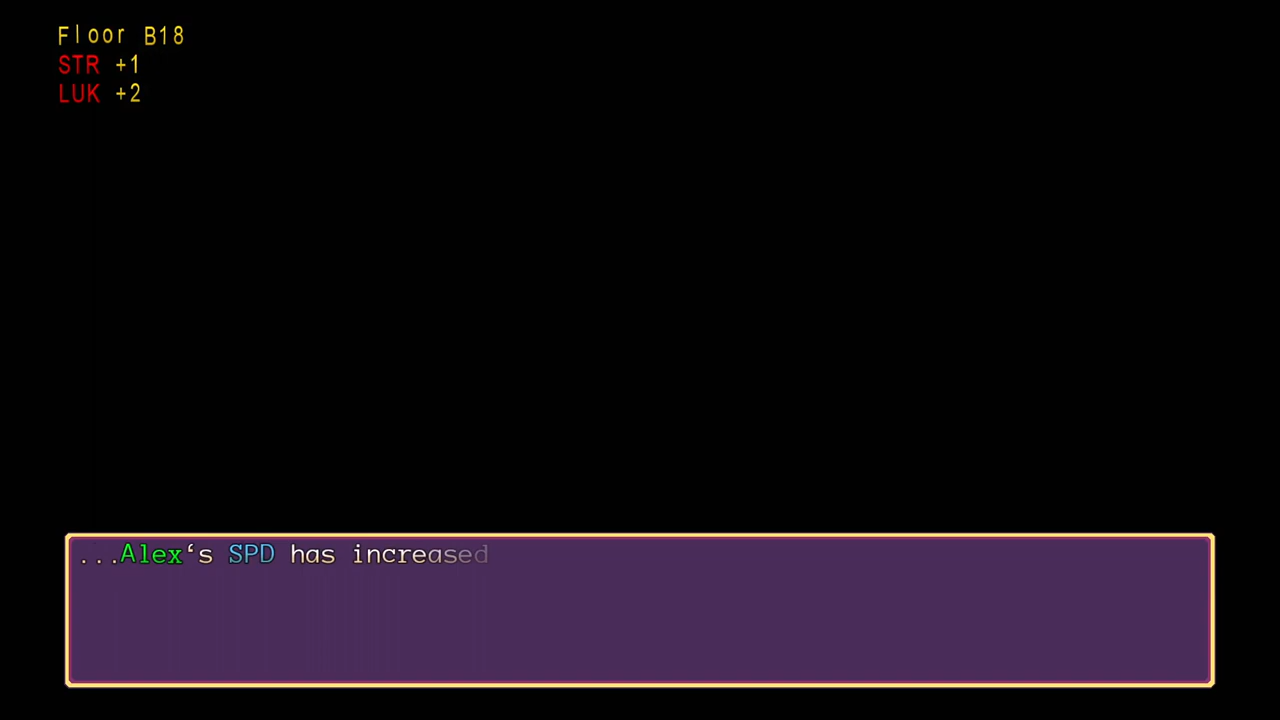 Floor B18
STR +1
LUK +2
...Alex‘s SPD has increased